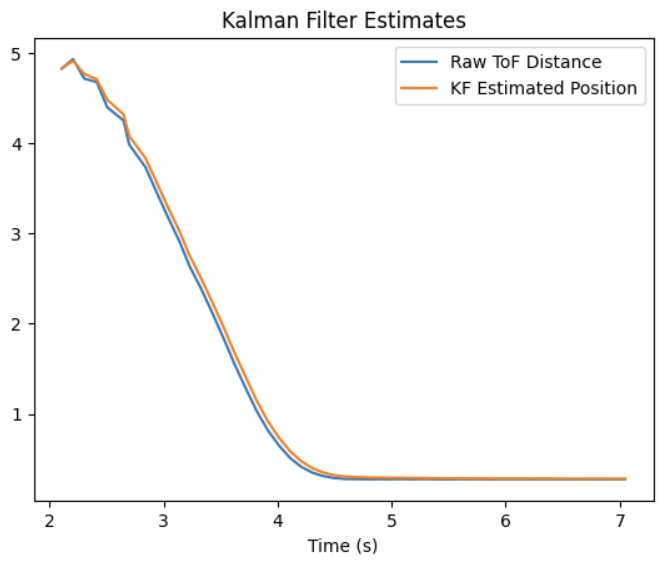 Kalman Filter Estimates
Raw ToF Distance
KF Estimated Position
5
4
3
2
1
2 3 4 5 6 7
Time (s)